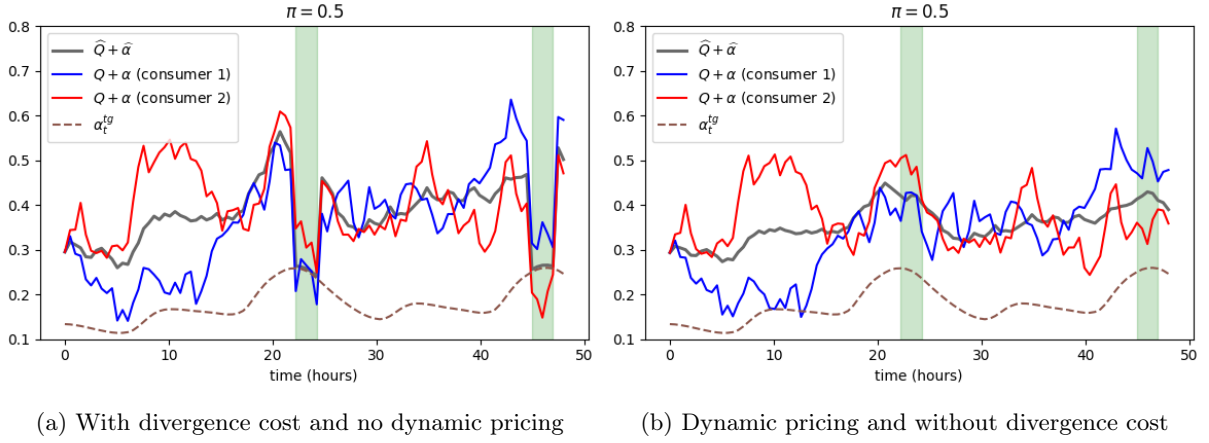 π = 0.5
0.8
0.7
0.6
0.5
0.4
0.3
0.2
0.1
Q̂ + α̂
Q + α (consumer 1)
Q + α (consumer 2)
α_t^{tg}
0 10 20 30 40 50
time (hours)
(a) With divergence cost and no dynamic pricing
π = 0.5
0.8
0.7
0.6
0.5
0.4
0.3
0.2
0.1
Q̂ + α̂
Q + α (consumer 1)
Q + α (consumer 2)
α_t^{tg}
0 10 20 30 40 50
time (hours)
(b) Dynamic pricing and without divergence cost